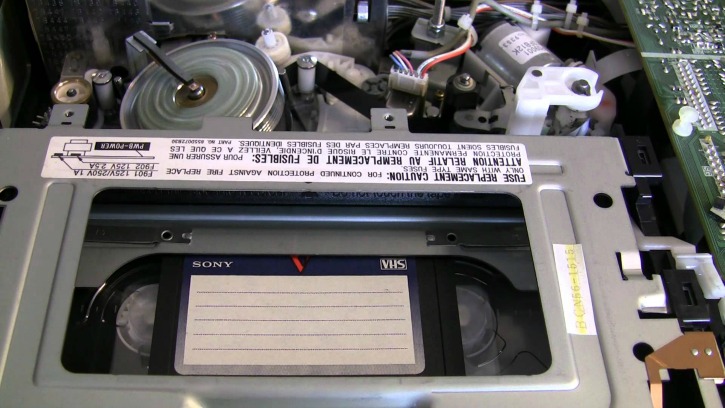 FUSE REPLACEMENT CAUTION: FOR CONTINUED PROTECTION AGAINST FIRE REPLACE
ONLY WITH SAME TYPE FUSES.
ATTENTION RELATIF AU REMPLACEMENT DE FUSIBLES: POUR ASSURER UNE
PROTECTION PERMANENTE CONTRE LE RISQUE D'INCENDIE VEILLEZ A CE QUE LES
FUSIBLES SOIENT TOUJOURS REMPLACES PAR DES FUSIBLES IDENTIQUES
F901 125V/250V 1A
F902 125V 2.5A
PWB-POWER
SONY
VHS